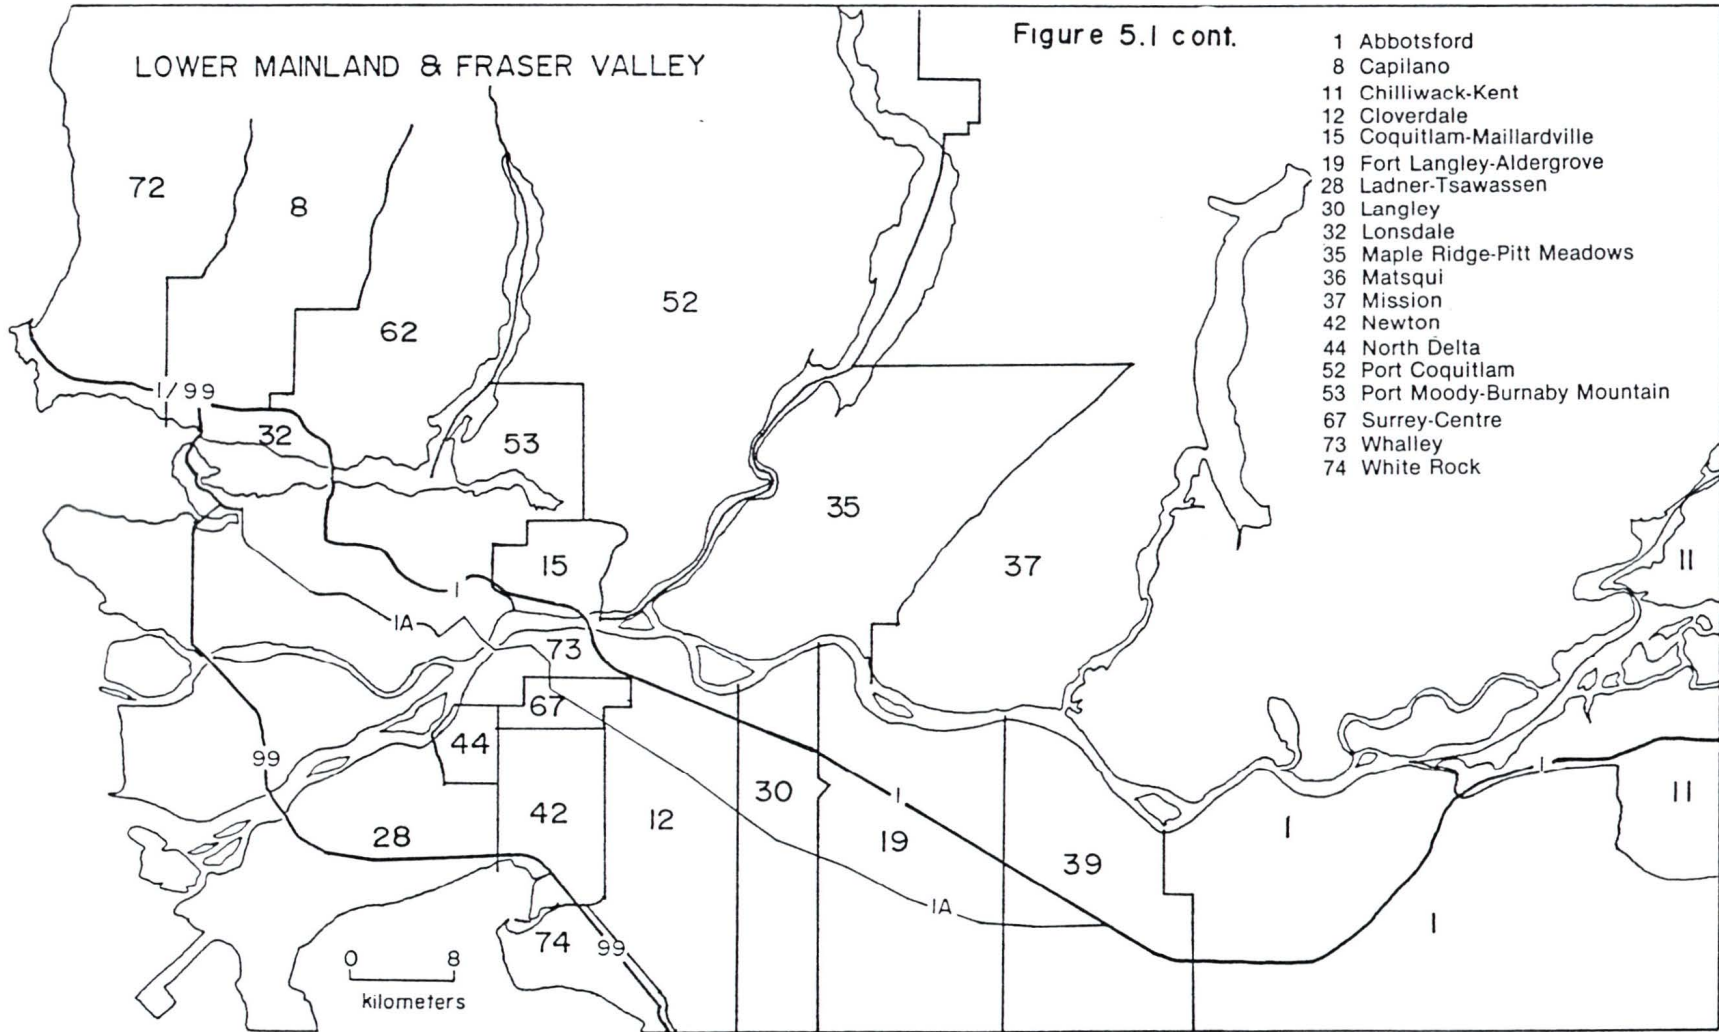 Figure 5.1 cont.
LOWER MAINLAND & FRASER VALLEY
1 Abbotsford
8 Capilano
11 Chilliwack-Kent
12 Cloverdale
15 Coquitlam-Maillardville
19 Fort Langley-Aldergrove
28 Ladner-Tsawassen
30 Langley
32 Lonsdale
35 Maple Ridge-Pitt Meadows
36 Matsqui
37 Mission
42 Newton
44 North Delta
52 Port Coquitlam
53 Port Moody-Burnaby Mountain
67 Surrey-Centre
73 Whalley
74 White Rock
72
8
52
62
1/99
32
53
35
15
37
11
1
1A
73
67
44
99
30
1
1
11
42
12
28
19
1
39
1A
1
74
99
0 8
kilometers